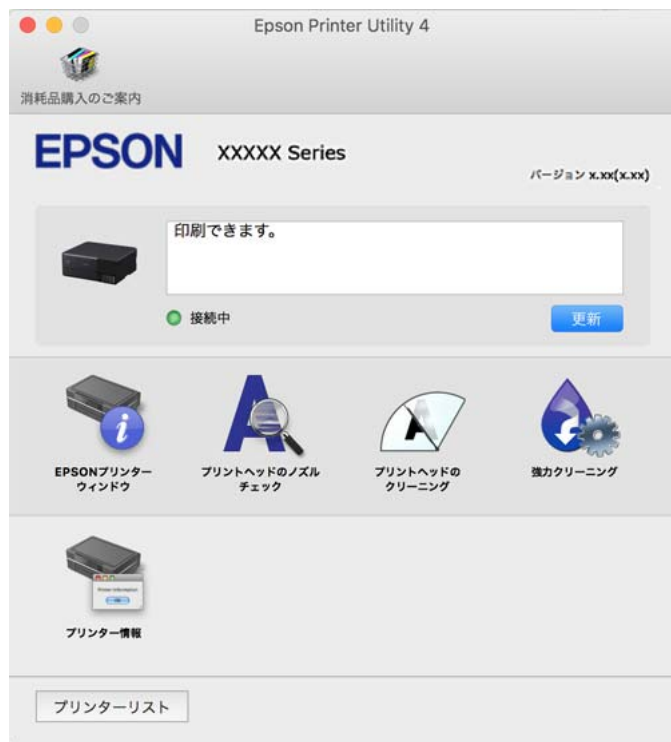 Epson Printer Utility 4
消耗品購入のご案内
EPSON
XXXXX Series
バージョン x.xx(x.xx)
印刷できます。
接続中
更新
EPSONプリンター
ウィンドウ
プリントヘッドのノズル
チェック
プリントヘッドの
クリーニング
強力クリーニング
Printer Information
プリンター情報
プリンターリスト